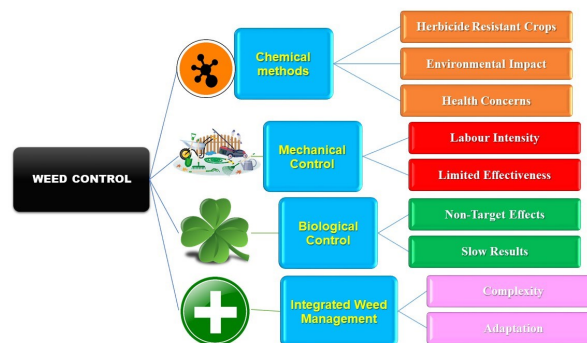 WEED CONTROL
Chemical
methods
Herbicide Resistant Crops
Environmental Impact
Health Concerns
Mechanical
Control
Labour Intensity
Limited Effectiveness
Biological
Control
Non-Target Effects
Slow Results
Integrated Weed
Management
Complexity
Adaptation